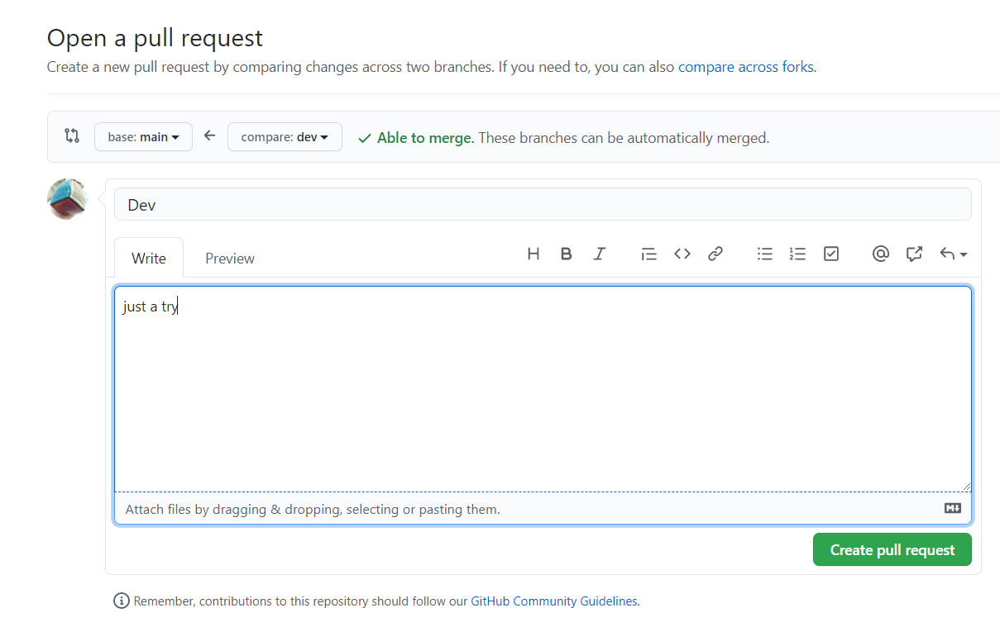 Open a pull request
Create a new pull request by comparing changes across two branches. If you need to, you can also compare across forks.
base: main compare: dev Able to merge. These branches can be automatically merged.
Dev
Write Preview
just a try
Attach files by dragging & dropping, selecting or pasting them.
Create pull request
Remember, contributions to this repository should follow our GitHub Community Guidelines.